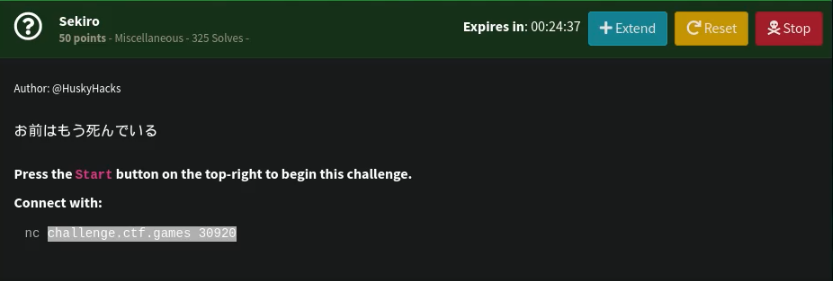 Sekiro
50 points - Miscellaneous - 325 Solves -
Expires in: 00:24:37
Extend
Reset
Stop
Author: @HuskyHacks
お前はもう死んでいる
Press the Start button on the top-right to begin this challenge.
Connect with:
nc challenge.ctf.games 30920